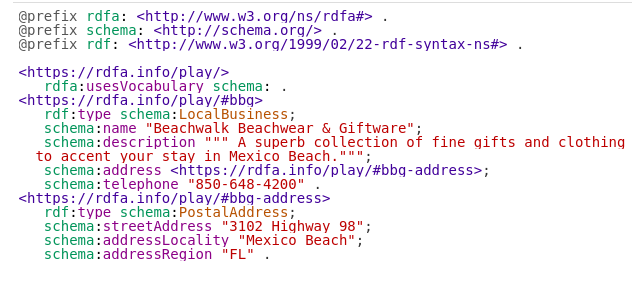 @prefix rdfa: <http://www.w3.org/ns/rdfa#> .
@prefix schema: <http://schema.org/> .
@prefix rdf: <http://www.w3.org/1999/02/22-rdf-syntax-ns#> .

<https://rdfa.info/play/>
   rdfa:usesVocabulary schema: .
<https://rdfa.info/play/#bbg>
   rdf:type schema:LocalBusiness;
   schema:name "Beachwalk Beachwear & Giftware";
   schema:description """ A superb collection of fine gifts and clothing
  to accent your stay in Mexico Beach.""";
   schema:address <https://rdfa.info/play/#bbg-address>;
   schema:telephone "850-648-4200" .
<https://rdfa.info/play/#bbg-address>
   rdf:type schema:PostalAddress;
   schema:streetAddress "3102 Highway 98";
   schema:addressLocality "Mexico Beach";
   schema:addressRegion "FL" .